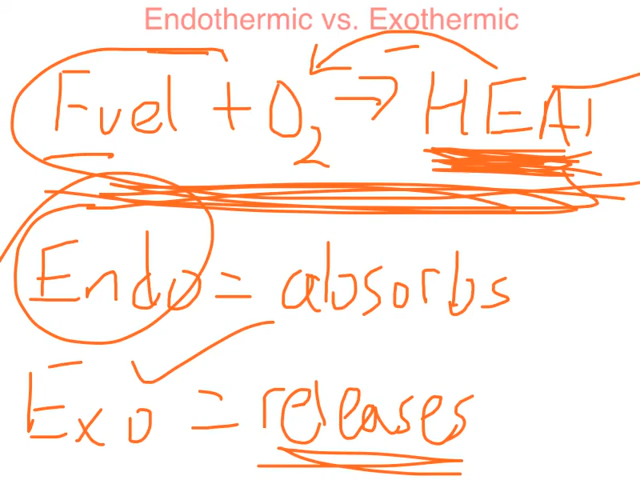 Endothermic vs. Exothermic
Fuel + O2 → HEAT
Endo = absorbs
Exo = releases